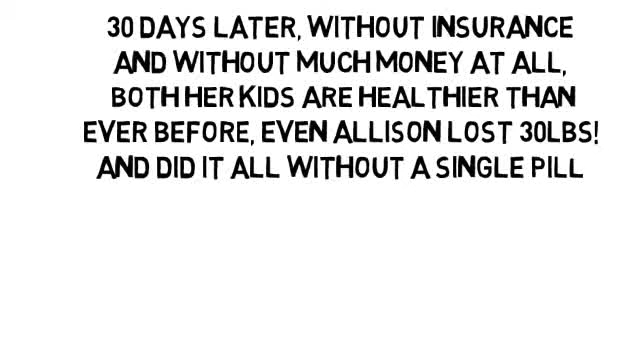 30 DAYS LATER, WITHOUT INSURANCE
AND WITHOUT MUCH MONEY AT ALL,
BOTH HER KIDS ARE HEALTHIER THAN
EVER BEFORE, EVEN ALLISON LOST 30LBS!
AND DID IT ALL WITHOUT A SINGLE PILL